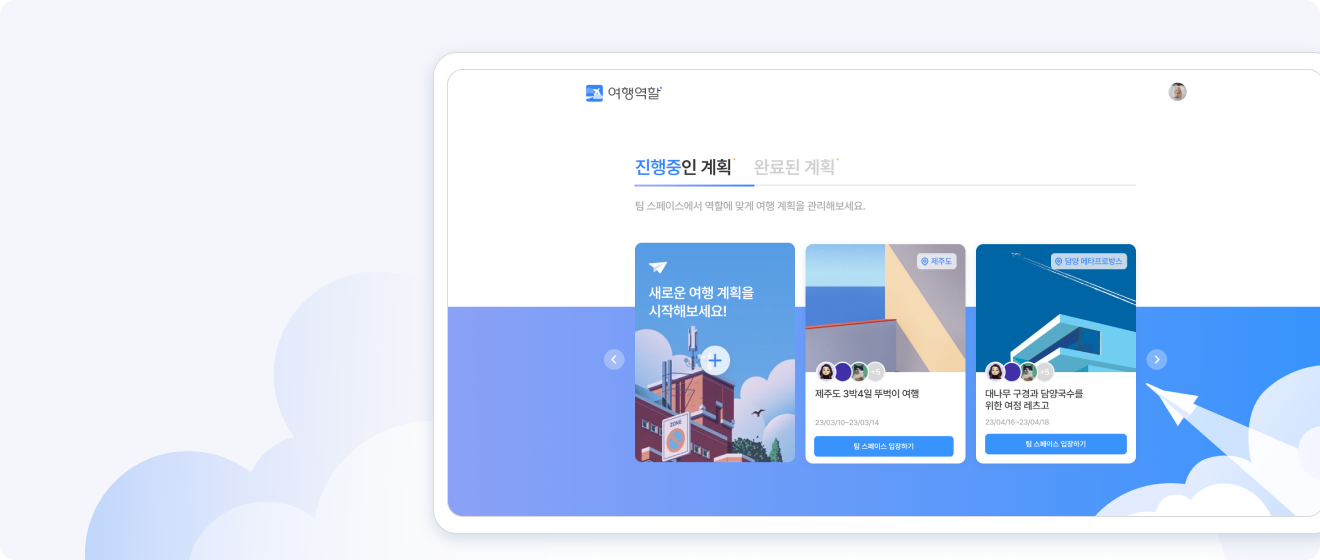 여행역할
진행중인 계획
완료된 계획
팀 스페이스에서 역할에 맞게 여행 계획을 관리해보세요.
새로운 여행 계획을
시작해보세요!
ZONE
제주도
+5
제주도 3박4일 뚜벅이 여행
23/03/10~23/03/14
팀 스페이스 입장하기
담양 메타프로방스
+5
대나무 구경과 담양국수를
위한 여정 레츠고
23/04/16~23/04/18
팀 스페이스 입장하기